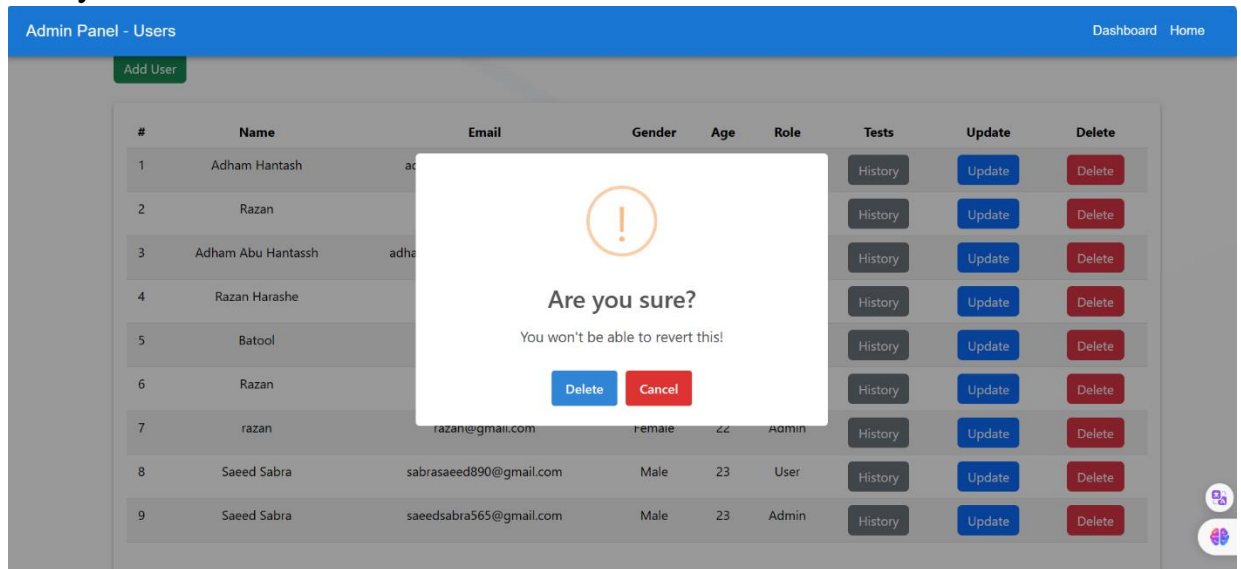 Admin Panel - Users Dashboard Home
Add User
# Name Email Gender Age Role Tests Update Delete
1 Adham Hantash History Update Delete
2 Razan History Update Delete
3 Adham Abu Hantassh History Update Delete
4 Razan Harashe History Update Delete
5 Batool History Update Delete
6 Razan History Update Delete
7 razan razan@gmail.com Female 22 Admin History Update Delete
8 Saeed Sabra sabrasaeed890@gmail.com Male 23 User History Update Delete
9 Saeed Sabra saeedsabra565@gmail.com Male 23 Admin History Update Delete
!
Are you sure?
You won't be able to revert this!
Delete Cancel